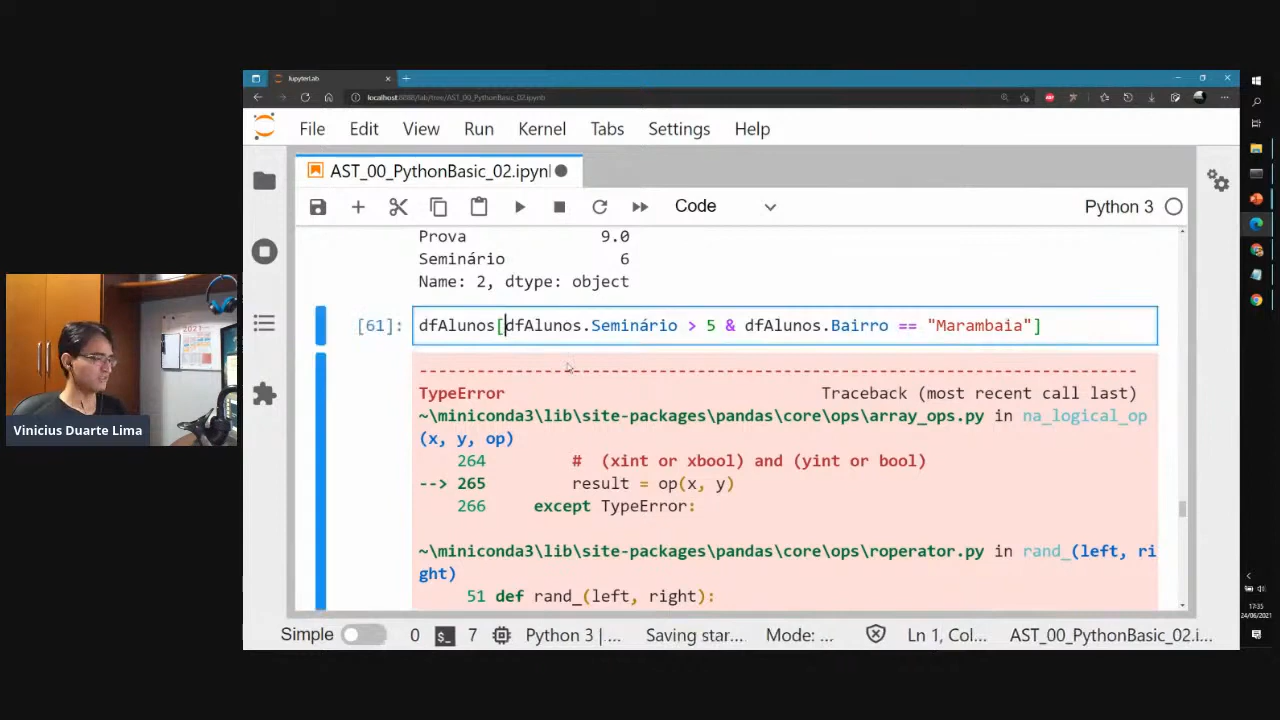 JupyterLab
localhost:8888/lab/tree/AST_00_PythonBasic_02.ipynb
File Edit View Run Kernel Tabs Settings Help
AST_00_PythonBasic_02.ipynb
Code
Python 3
Prova 9.0
Seminário 6
Name: 2, dtype: object
[61]: dfAlunos[dfAlunos.Seminário > 5 & dfAlunos.Bairro == "Marambaia"]
---------------------------------------------------------------------------
TypeError Traceback (most recent call last)
~\miniconda3\lib\site-packages\pandas\core\ops\array_ops.py in na_logical_op
(x, y, op)
264 # (xint or xbool) and (yint or bool)
--> 265 result = op(x, y)
266 except TypeError:
~\miniconda3\lib\site-packages\pandas\core\ops\roperator.py in rand_(left, ri
ght)
51 def rand_(left, right):
Simple 0 $_ 7 Python 3 | ... Saving star... Mode: ... Ln 1, Col... AST_00_PythonBasic_02.i...
Vinicius Duarte Lima
17:35
24/06/2021